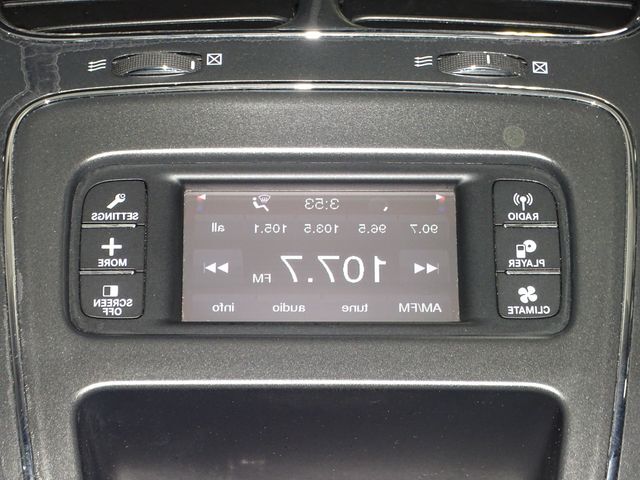 RADIO
PLAYER
CLIMATE
3:53
90.7 96.5 103.5 105.1 all
107.7 FM
AM/FM tune audio info
SETTINGS
MORE
SCREEN
OFF